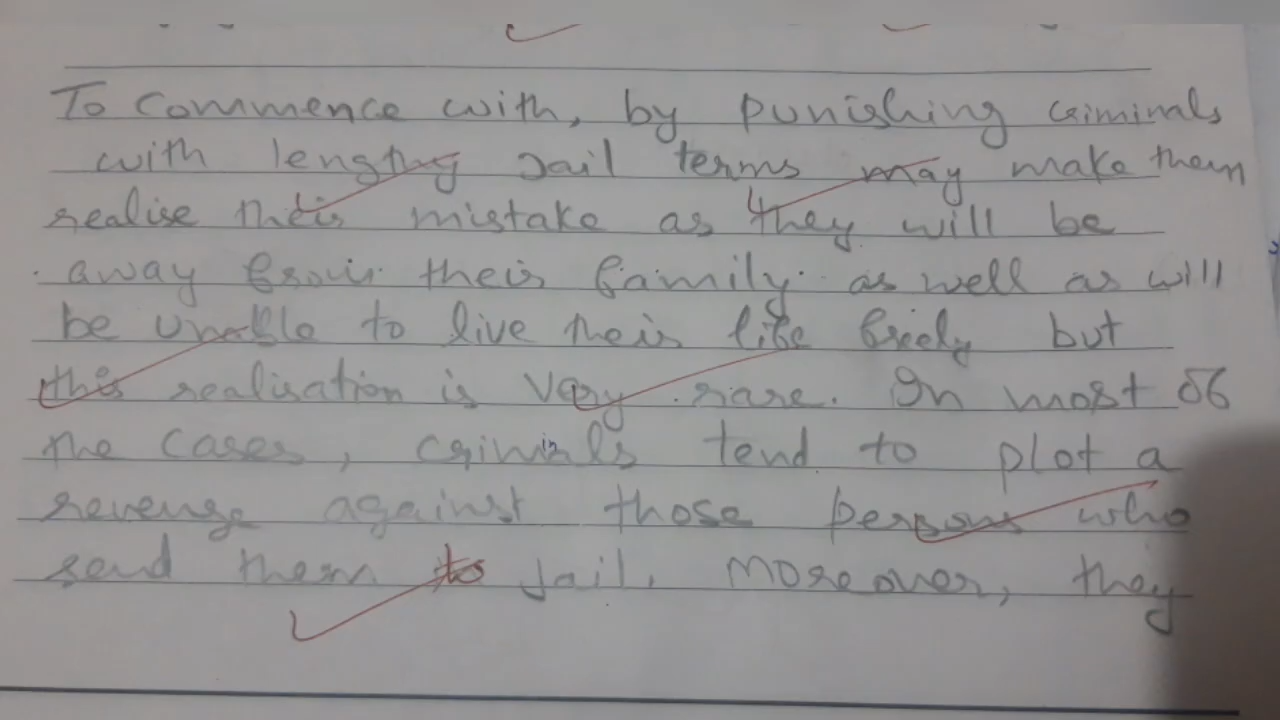 To commence with, by punishing criminals
with lengthy Jail terms may make them
realise their mistake as they will be
away from their family as well as will
be unable to live their life freely but
this realisation is very rare. In most of
the cases, criminals tend to plot a
revenge against those persons who
send them to Jail. Moreover, they